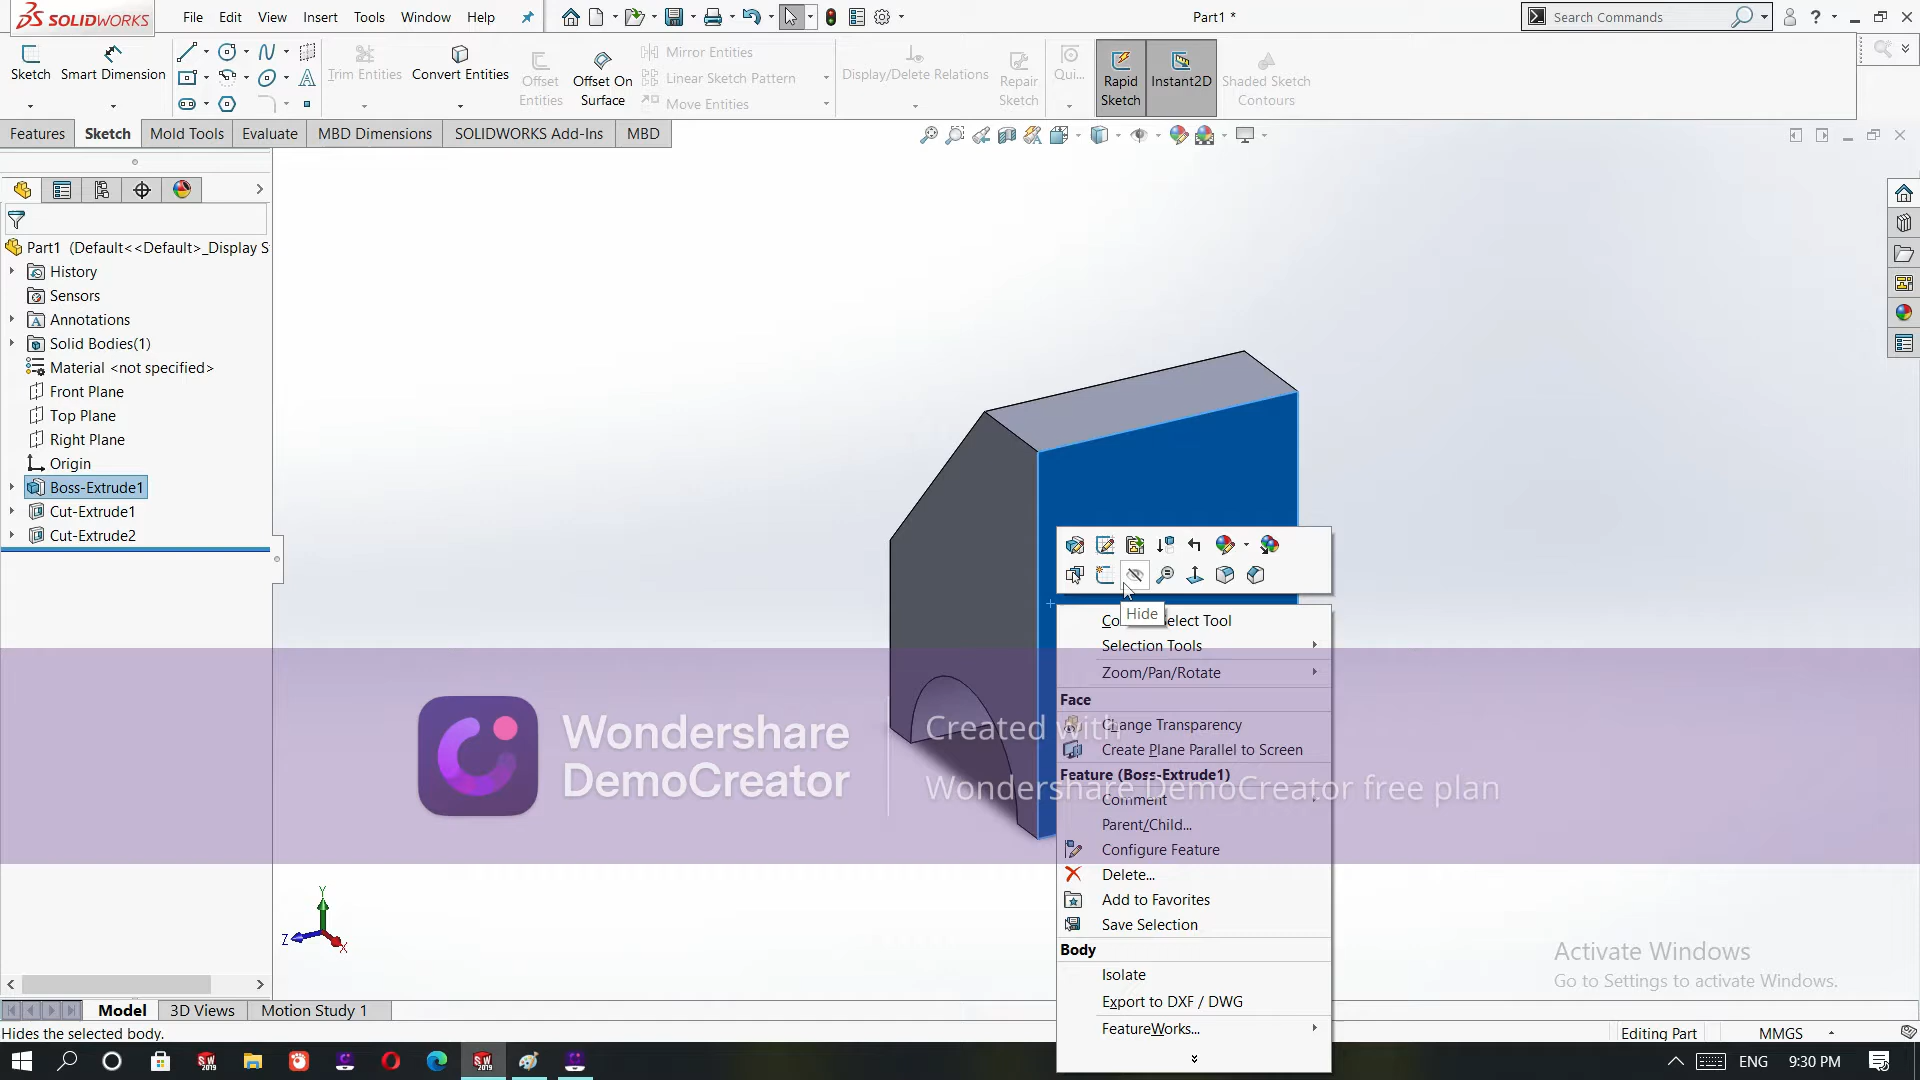 SOLIDWORKS
File Edit View Insert Tools Window Help
Part1 *
Search Commands
Sketch
Smart Dimension
Trim Entities
Convert Entities
Offset
Entities
Offset On
Surface
Mirror Entities
Linear Sketch Pattern
Move Entities
Display/Delete Relations
Repair
Sketch
Qui...
Rapid
Sketch
Instant2D
Shaded Sketch
Contours
Features Sketch Mold Tools Evaluate MBD Dimensions SOLIDWORKS Add-Ins MBD
Part1 (Default<<Default>_Display S
History
Sensors
Annotations
Solid Bodies(1)
Material <not specified>
Front Plane
Top Plane
Right Plane
Origin
Boss-Extrude1
Cut-Extrude1
Cut-Extrude2
Hide
elect Tool
Selection Tools
Zoom/Pan/Rotate
Face
Change Transparency
Create Plane Parallel to Screen
Feature (Boss-Extrude1)
Comment
Parent/Child...
Configure Feature
Delete...
Add to Favorites
Save Selection
Body
Isolate
Export to DXF / DWG
FeatureWorks...
Wondershare
DemoCreator
Created with
Wondershare DemoCreator free plan
Y
Z
X
Activate Windows
Go to Settings to activate Windows.
Model 3D Views Motion Study 1
Hides the selected body.
Editing Part
MMGS
SW
2019
SW
2019
ENG
9:30 PM